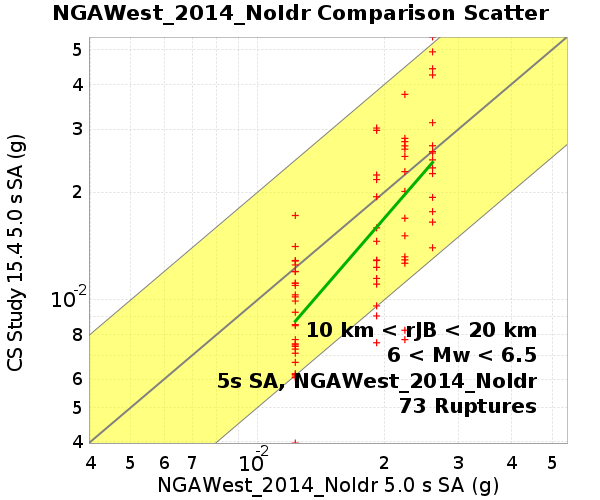 NGAWest_2014_NoIdr Comparison Scatter
CS Study 15.4 5.0 s SA (g)
5
4
3
2
10-2
8
6
5
4
10 km < rJB < 20 km
6 < Mw < 6.5
5s SA, NGAWest_2014_NoIdr
73 Ruptures
4 5 6 7 10-2 2 3 4 5
NGAWest_2014_NoIdr 5.0 s SA (g)